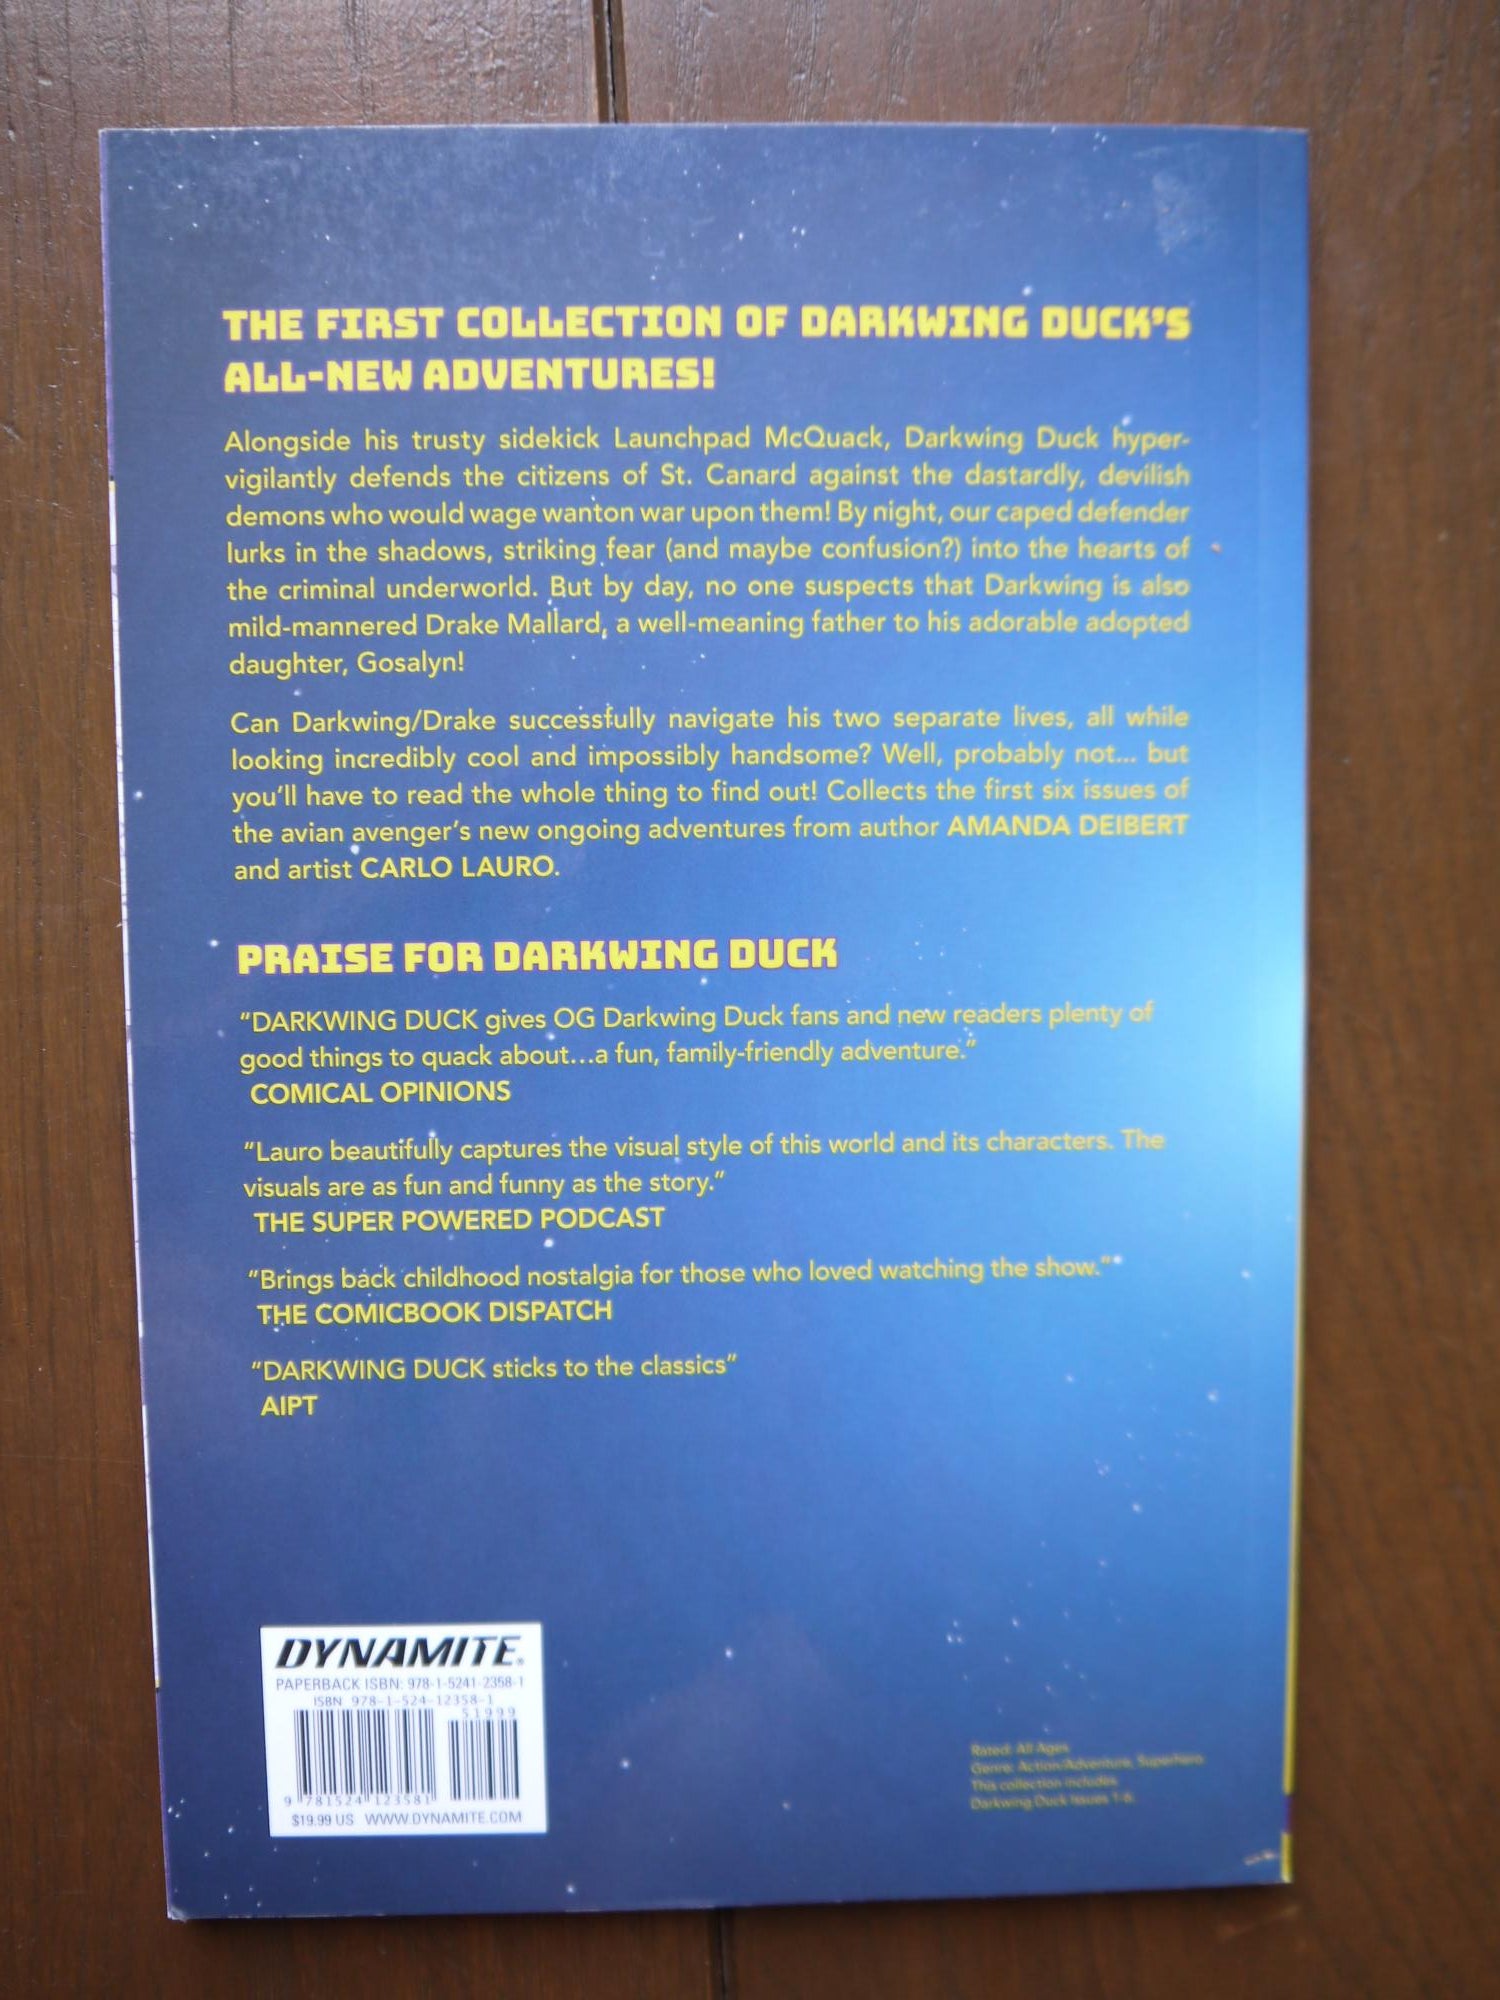 THE FIRST COLLECTION OF DARKWING DUCK'S
ALL-NEW ADVENTURES!
Alongside his trusty sidekick Launchpad McQuack, Darkwing Duck hyper-
vigilantly defends the citizens of St. Canard against the dastardly, devilish
demons who would wage wanton war upon them! By night, our caped defender
lurks in the shadows, striking fear (and maybe confusion?) into the hearts of
the criminal underworld. But by day, no one suspects that Darkwing is also
mild-mannered Drake Mallard, a well-meaning father to his adorable adopted
daughter, Gosalyn!
Can Darkwing/Drake successfully navigate his two separate lives, all while
looking incredibly cool and impossibly handsome? Well, probably not... but
you'll have to read the whole thing to find out! Collects the first six issues of
the avian avenger's new ongoing adventures from author AMANDA DEIBERT
and artist CARLO LAURO.
PRAISE FOR DARKWING DUCK
"DARKWING DUCK gives OG Darkwing Duck fans and new readers plenty of
good things to quack about...a fun, family-friendly adventure."
COMICAL OPINIONS
"Lauro beautifully captures the visual style of this world and its characters. The
visuals are as fun and funny as the story."
THE SUPER POWERED PODCAST
"Brings back childhood nostalgia for those who loved watching the show."
THE COMICBOOK DISPATCH
"DARKWING DUCK sticks to the classics"
AIPT
DYNAMITE®
PAPERBACK ISBN: 978-1-5241-2358-1
ISBN 978-1-524-12358-1
51999
9 781524 123581
$19.99 US WWW.DYNAMITE.COM
Rated: All Ages
Genre: Action/Adventure, Superhero
This collection includes
Darkwing Duck Issues 1-6.